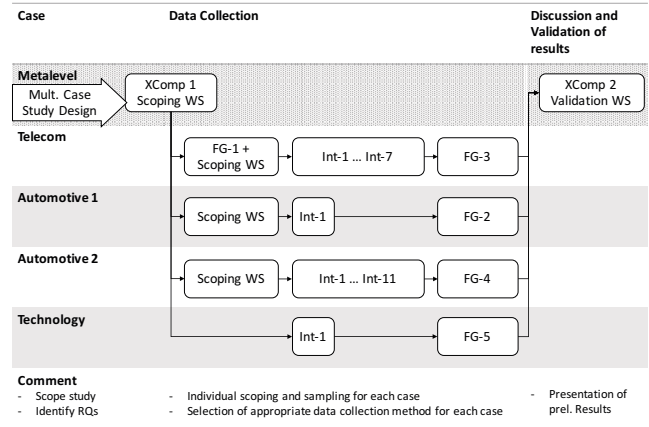 Case Data Collection Discussion and
Validation of
results
Metalevel
Mult. Case
Study Design
XComp 1
Scoping WS
XComp 2
Validation WS
Telecom
FG-1 +
Scoping WS
Int-1 ... Int-7
FG-3
Automotive 1
Scoping WS
Int-1
FG-2
Automotive 2
Scoping WS
Int-1 ... Int-11
FG-4
Technology
Int-1
FG-5
Comment
- Scope study
- Identify RQs
- Individual scoping and sampling for each case
- Selection of appropriate data collection method for each case
- Presentation of
prel. Results